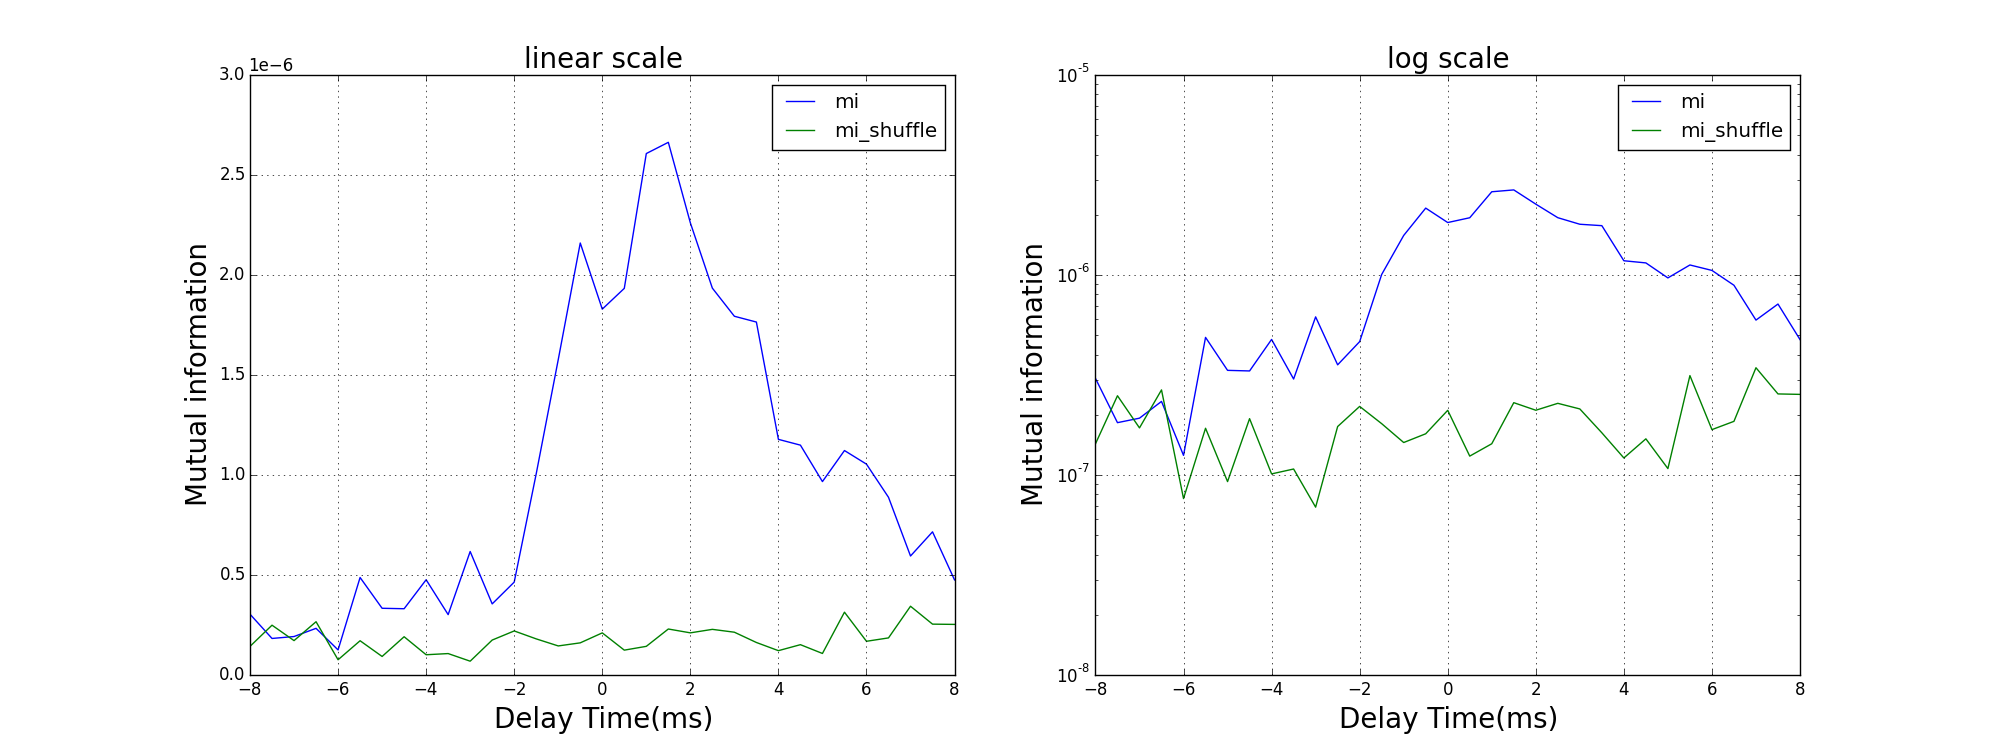 linear scale
1e−6
3.0
2.5
2.0
1.5
1.0
0.5
0.0
Mutual information
mi
mi_shuffle
−8 −6 −4 −2 0 2 4 6 8
Delay Time(ms)
log scale
10-5
10-6
10-7
10-8
Mutual information
mi
mi_shuffle
−8 −6 −4 −2 0 2 4 6 8
Delay Time(ms)